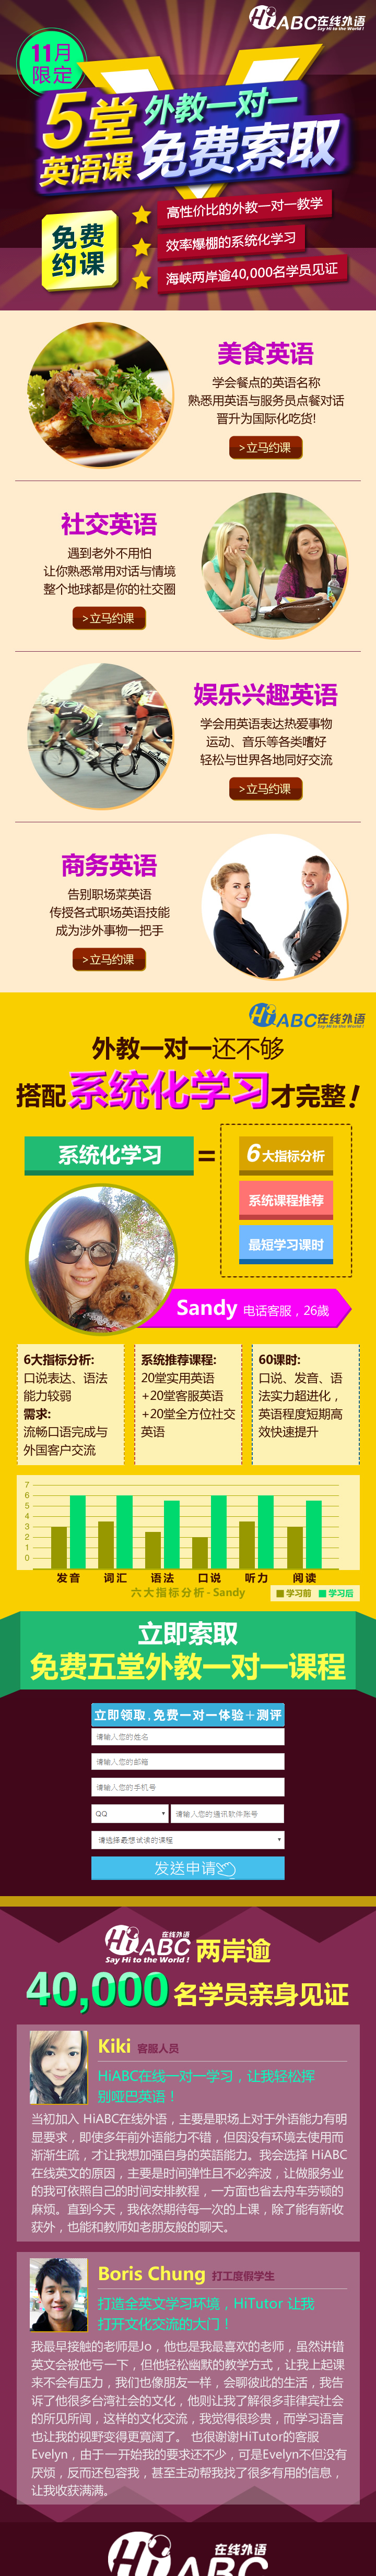 Hi ABC在线外语
Say Hi to the World !
11月
限定
5堂 外教一对一
英语课 免费索取
免费
约课
高性价比的外教一对一教学
效率爆棚的系统化学习
海峡两岸逾40,000名学员见证
美食英语
学会餐点的英语名称
熟悉用英语与服务员点餐对话
晋升为国际化吃货!
>立马约课
社交英语
遇到老外不用怕
让你熟悉常用对话与情境
整个地球都是你的社交圈
>立马约课
娱乐兴趣英语
学会用英语表达热爱事物
运动、音乐等各类嗜好
轻松与世界各地同好交流
>立马约课
商务英语
告别职场菜英语
传授各式职场英语技能
成为涉外事物一把手
>立马约课
Hi ABC在线外语
Say Hi to the World !
外教一对一还不够
搭配系统化学习才完整!
系统化学习
=
6大指标分析
系统课程推荐
最短学习课时
Sandy 电话客服，26歲
6大指标分析:
口说表达、语法
能力较弱
需求:
流畅口语完成与
外国客户交流
系统推荐课程:
20堂实用英语
+20堂客服英语
+20堂全方位社交
英语
60课时:
口说、发音、语
法实力超进化，
英语程度短期高
效快速提升
7
6
5
4
3
2
1
0
发音 词汇 语法 口说 听力 阅读
六大指标分析-Sandy
学习前 学习后
立即索取
免费五堂外教一对一课程
立即领取,免费一对一体验+测评
请输入您的姓名
请输入您的邮箱
请输入您的手机号
QQ 请输入您的通讯软件账号
请选择最想试读的课程
发送申请
Hi ABC 在线外语
Say Hi to the World !
两岸逾
40,000名学员亲身见证
Kiki 客服人员
HiABC在线一对一学习，让我轻松挥
别哑巴英语！
当初加入 HiABC在线外语，主要是职场上对于外语能力有明
显要求，即使多年前外语能力不错，但因没有环境去使用而
渐渐生疏，才让我想加强自身的英語能力。我会选择 HiABC
在线英文的原因，主要是时间弹性且不必奔波，让做服务业
的我可依照自己的时间安排教程，一方面也省去舟车劳顿的
麻烦。直到今天，我依然期待每一次的上课，除了能有新收
获外，也能和教师如老朋友般的聊天。
Boris Chung 打工度假学生
打造全英文学习环境，HiTutor 让我
打开文化交流的大门！
我最早接触的老师是Jo，他也是我最喜欢的老师，虽然讲错
英文会被他亏一下，但他轻松幽默的教学方式，让我上起课
来不会有压力，我们也像朋友一样，会聊彼此的生活，我告
诉了他很多台湾社会的文化，他则让我了解很多菲律宾社会
的所见所闻，这样的文化交流，我觉得很珍贵，而学习语言
也让我的视野变得更寬阔了。 也很谢谢HiTutor的客服
Evelyn，由于一开始我的要求还不少，可是Evelyn不但没有
厌烦，反而还包容我，甚至主动帮我找了很多有用的信息，
让我收获满满。
Hi ABC 在线外语